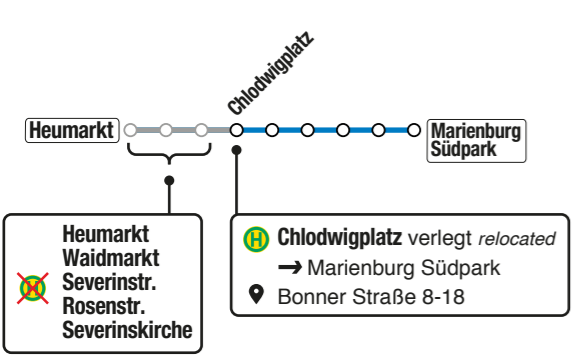 Chlodwigplatz
Heumarkt
Marienburg
Südpark
Heumarkt
Waidmarkt
H Severinstr.
Rosenstr.
Severinskirche
H Chlodwigplatz verlegt relocated
→ Marienburg Südpark
Bonner Straße 8-18